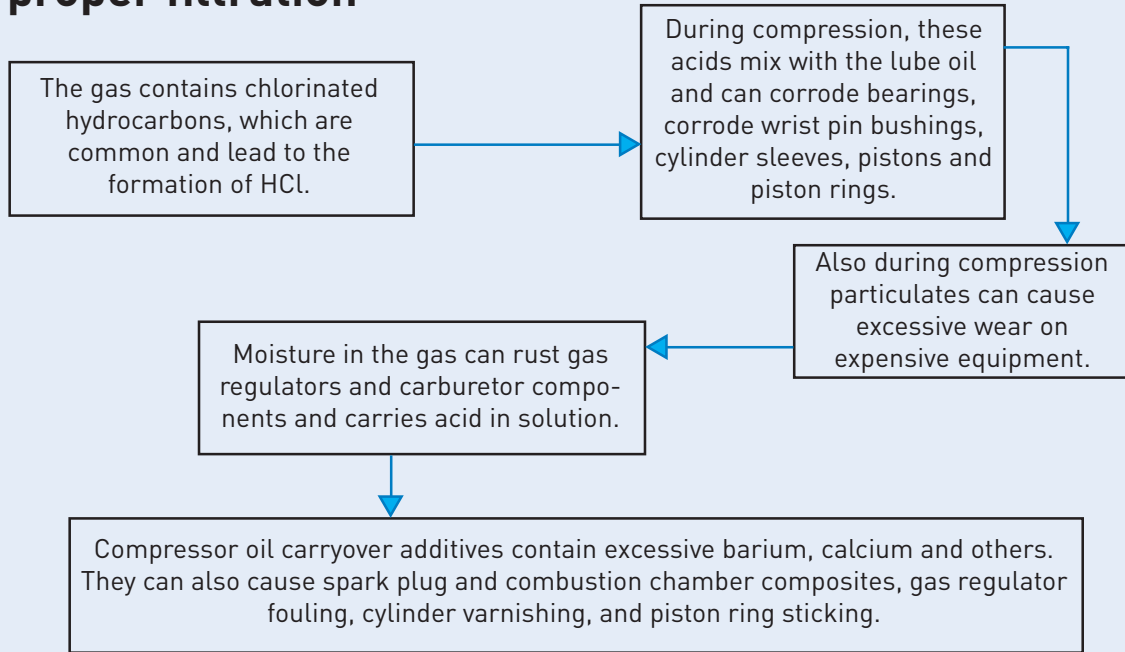 proper filtration
The gas contains chlorinated
hydrocarbons, which are
common and lead to the
formation of HCl.
During compression, these
acids mix with the lube oil
and can corrode bearings,
corrode wrist pin bushings,
cylinder sleeves, pistons and
piston rings.
Also during compression
particulates can cause
excessive wear on
expensive equipment.
Moisture in the gas can rust gas
regulators and carburetor compo-
nents and carries acid in solution.
Compressor oil carryover additives contain excessive barium, calcium and others.
They can also cause spark plug and combustion chamber composites, gas regulator
fouling, cylinder varnishing, and piston ring sticking.